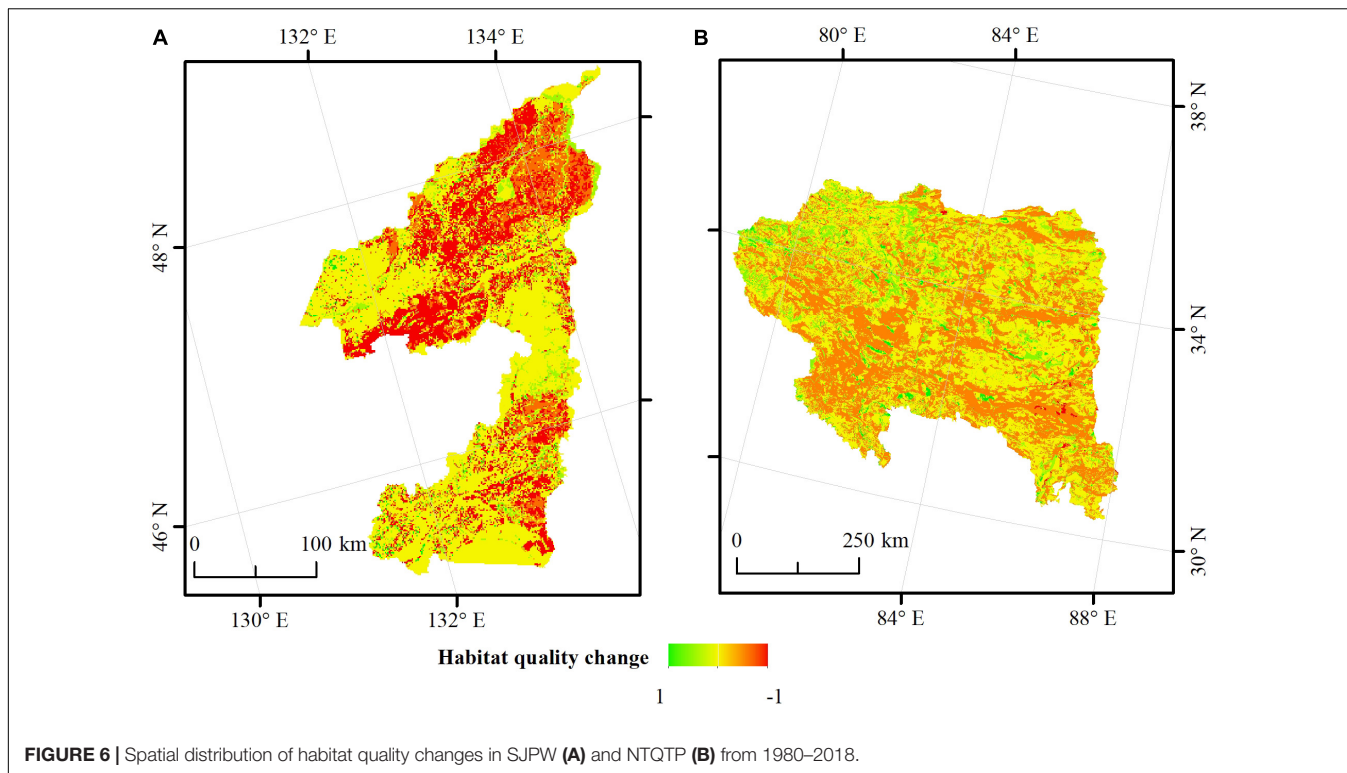 132° E
134° E
80° E
84° E
A
B
38° N
48° N
34° N
46° N
30° N
0
100 km
0
250 km
130° E
132° E
84° E
88° E
Habitat quality change
1
-1
FIGURE 6 | Spatial distribution of habitat quality changes in SJPW (A) and NTQTP (B) from 1980–2018.